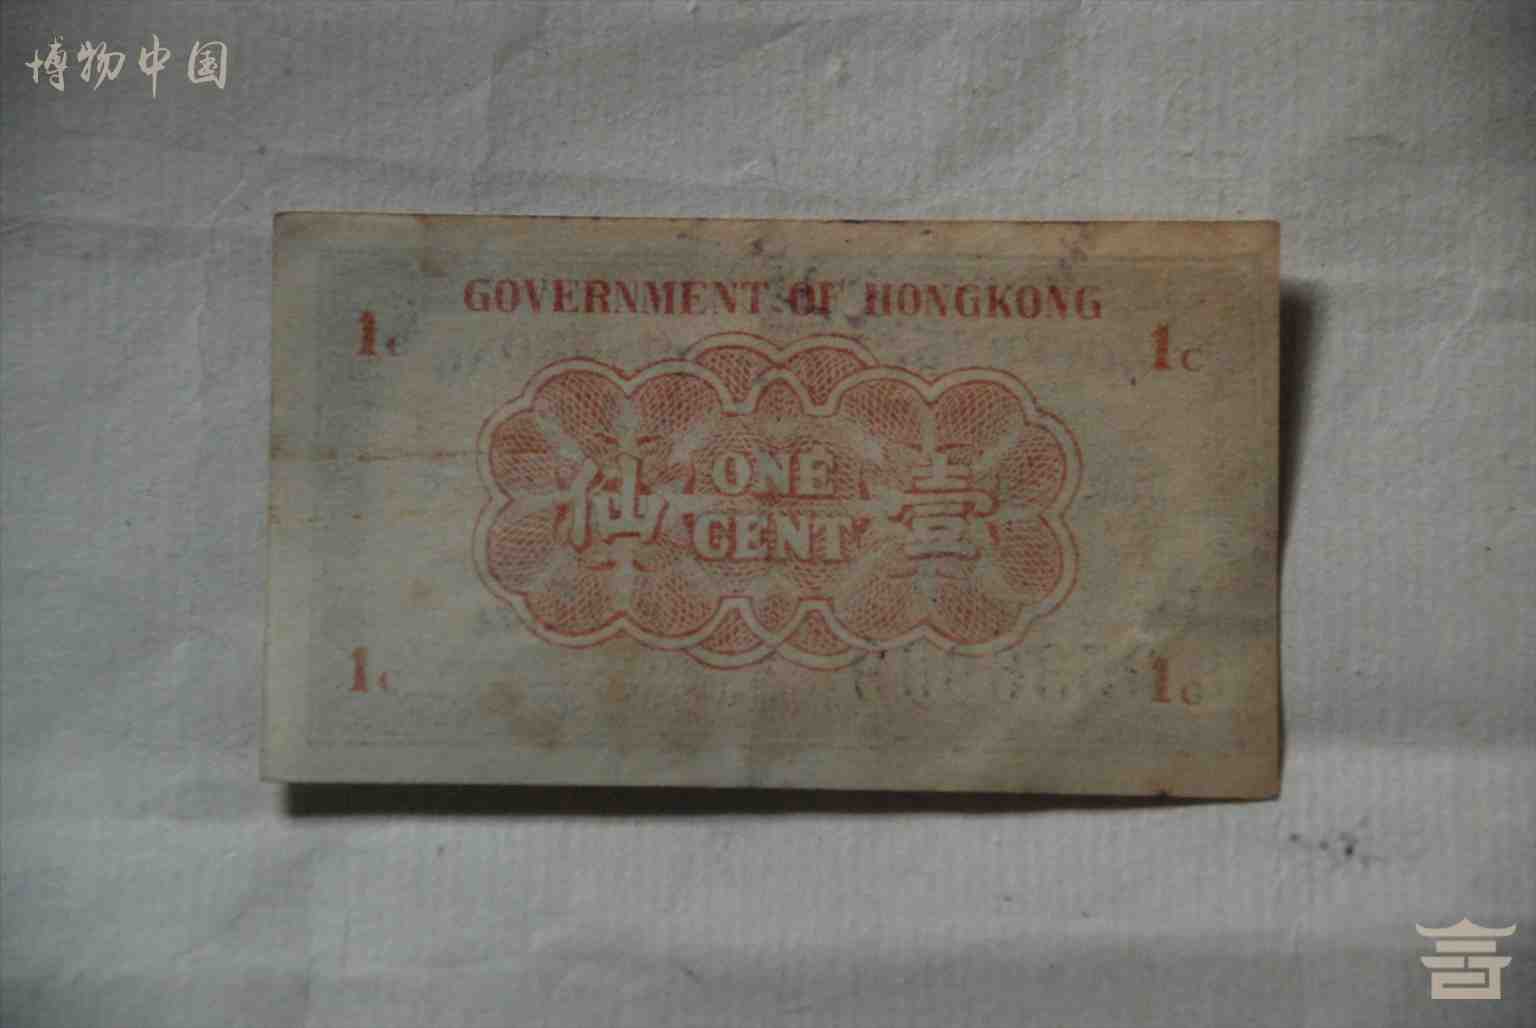 博物中国
GOVERNMENT OF HONGKONG
1c 1c
仙 ONE 壹
CENT
1c 1c